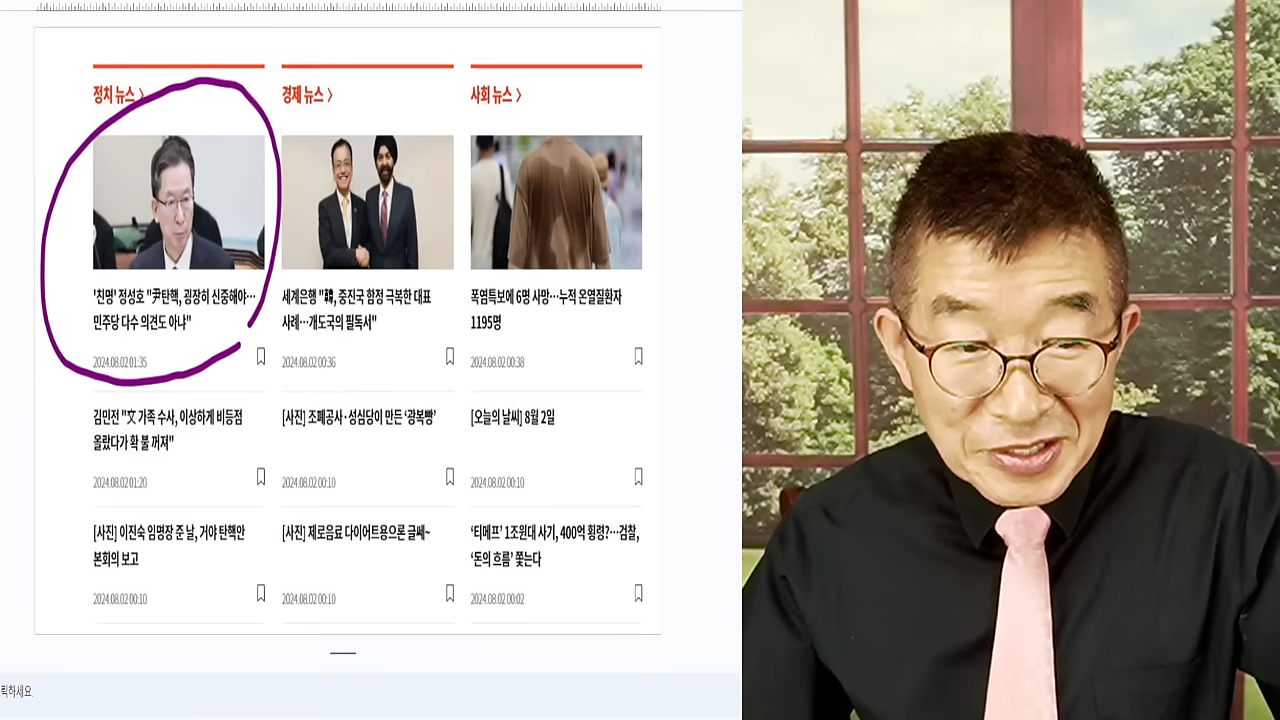 정치 뉴스 >
경제 뉴스 >
사회 뉴스 >
'친명' 정성호 "尹탄핵, 굉장히 신중해야…
민주당 다수 의견도 아냐"
2024.08.02 01:35
세계은행 "韓, 중진국 함정 극복한 대표
사례…개도국의 필독서"
2024.08.02 00:36
폭염특보에 6명 사망…누적 온열질환자
1195명
2024.08.02 00:38
김민전 "文 가족 수사, 이상하게 비등점
올랐다가 확 불 꺼져"
2024.08.02 01:20
[사진] 조폐공사·성심당이 만든 '광복빵'
2024.08.02 00:10
[오늘의 날씨] 8월 2일
2024.08.02 00:10
[사진] 이진숙 임명장 준 날, 거야 탄핵안
본회의 보고
2024.08.02 00:10
[사진] 제로음료 다이어트용으론 글쎄~
2024.08.02 00:10
'티메프' 1조원대 사기, 400억 횡령?…검찰,
'돈의 흐름' 쫓는다
2024.08.02 00:02
릭하세요.